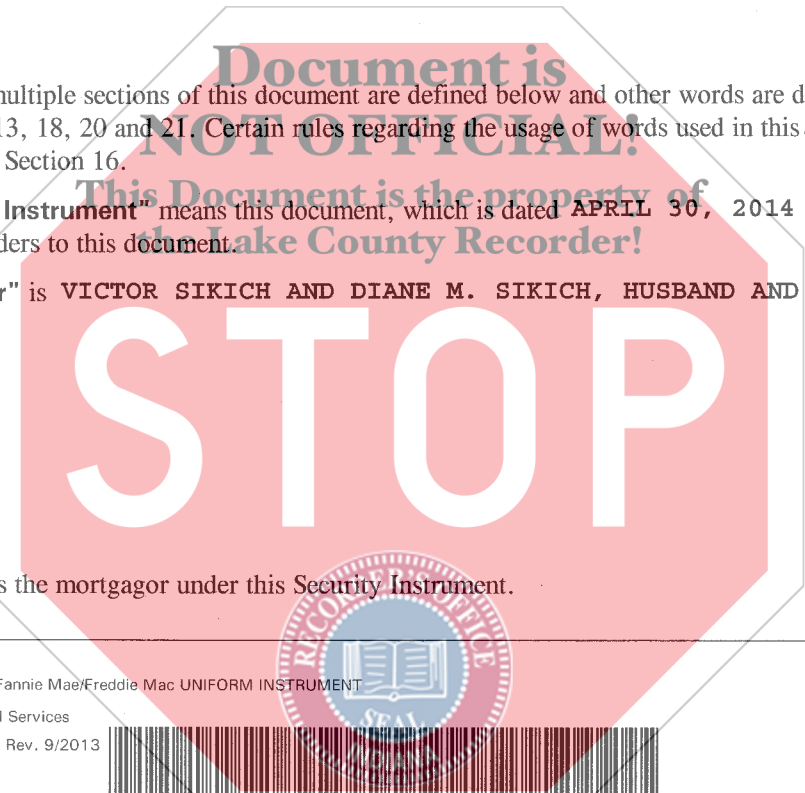 Document is
multiple sections of this document are defined below and other words are d
13, 18, 20 and 21. Certain rules regarding the usage of words used in this
NOT OFFICIAL!
Section 16.
This Document is the property of
Instrument" means this document, which is dated APRIL 30, 2014
ders to this document.
the Lake County Recorder!
r" is VICTOR SIKICH AND DIANE M. SIKICH, HUSBAND AND
STOP
s the mortgagor under this Security Instrument.
RECORDER'S OFFICE
SEAL
INDIANA
Fannie Mae/Freddie Mac UNIFORM INSTRUMENT
l Services
Rev. 9/2013